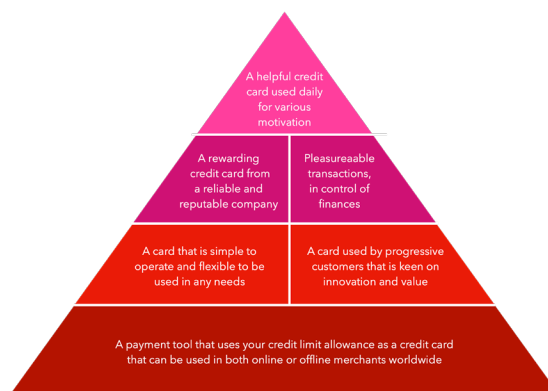 A helpful credit
card used daily
for various
motivation
A rewarding
credit card from
a reliable and
reputable company
Pleasureaable
transactions,
in control of
finances
A card that is simple to
operate and flexible to be
used in any needs
A card used by progressive
customers that is keen on
innovation and value
A payment tool that uses your credit limit allowance as a credit card
that can be used in both online or offline merchants worldwide